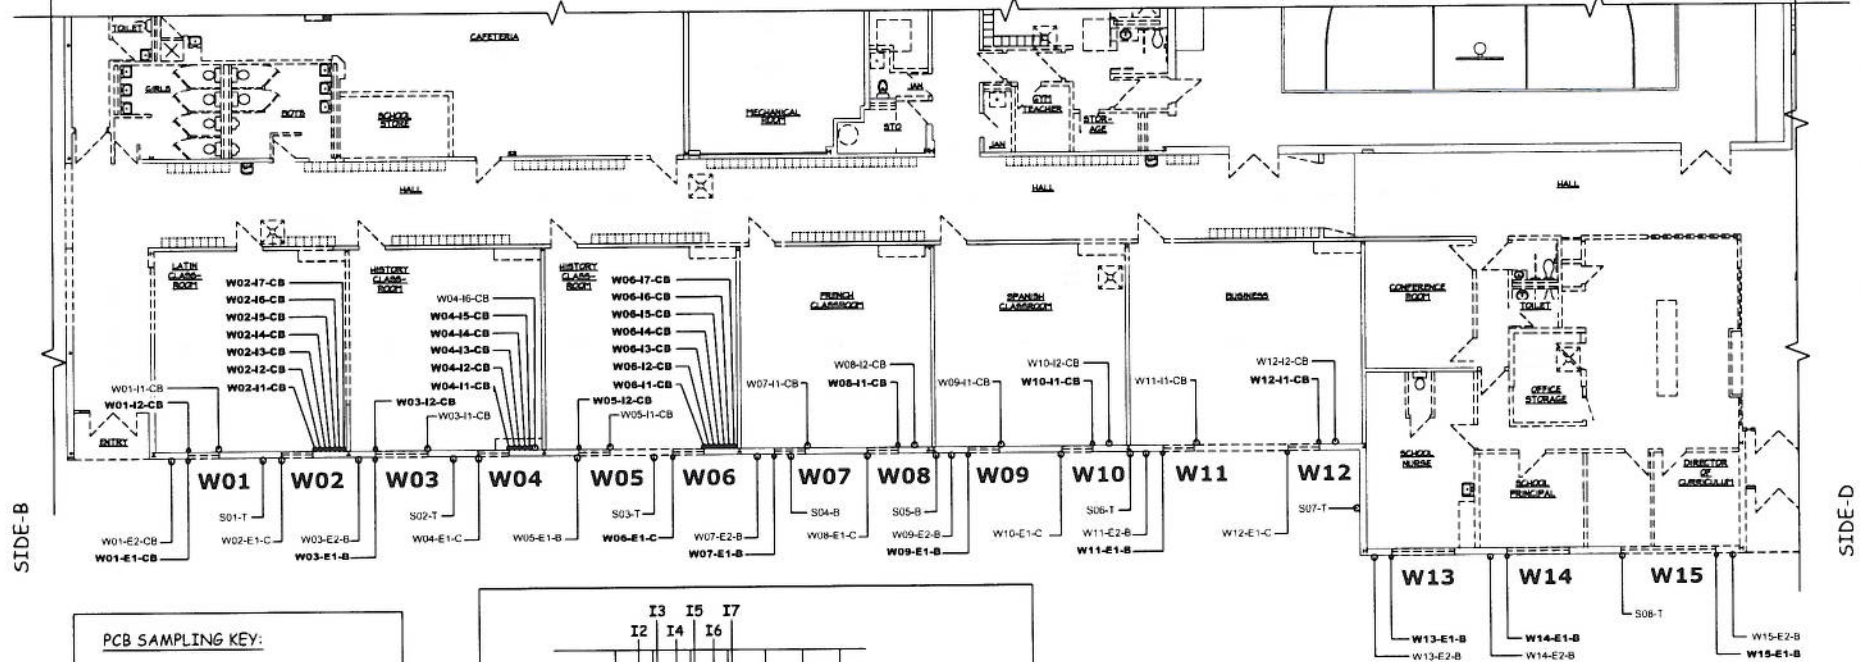 TOILET
CAFETERIA
GIRLS
BOYS
SCHOOL
STORE
MECHANICAL
ROOM
JAN
STO
GYM
TEACHER
STOR-
AGE
JAN
HALL
HALL
HALL
LATIN
CLASS-
ROOM
W02-I7-CB
W02-I6-CB
W02-I5-CB
W02-I4-CB
W02-I3-CB
W02-I2-CB
W02-I1-CB
W01-I1-CB
W01-I2-CB
ENTRY
HISTORY
CLASS-
ROOM
W04-I6-CB
W04-I5-CB
W04-I4-CB
W04-I3-CB
W04-I2-CB
W04-I1-CB
W03-I2-CB
W03-I1-CB
HISTORY
CLASS-
ROOM
W06-I7-CB
W06-I6-CB
W06-I5-CB
W06-I4-CB
W06-I3-CB
W06-I2-CB
W06-I1-CB
W05-I2-CB
W05-I1-CB
FRENCH
CLASSROOM
W08-I2-CB
W07-I1-CB
W08-I1-CB
SPANISH
CLASSROOM
W10-I2-CB
W09-I1-CB
W10-I1-CB
BUSINESS
W12-I2-CB
W11-I1-CB
W12-I1-CB
CONFERENCE
ROOM
TOILET
OFFICE
STORAGE
SCHOOL
NURSE
SCHOOL
PRINCIPAL
DIRECTOR
OF
CURRICULUM
W01 W02 W03 W04 W05 W06 W07 W08 W09 W10 W11 W12
S01-T
S02-T
S03-T
S04-B
S05-B
S06-T
S07-T
W01-E2-CB
W01-E1-CB
W02-E1-C
W03-E2-B
W03-E1-B
W04-E1-C
W05-E1-B
W06-E1-C
W07-E2-B
W07-E1-B
W08-E1-C
W09-E2-B
W09-E1-B
W10-E1-C
W11-E2-B
W11-E1-B
W12-E1-C
SIDE-B
SIDE-D
W13 W14 W15
S08-T
W13-E1-B
W13-E2-B
W14-E1-B
W14-E2-B
W15-E2-B
W15-E1-B
PCB SAMPLING KEY:
I3 I5 I7
I2 I4 I6